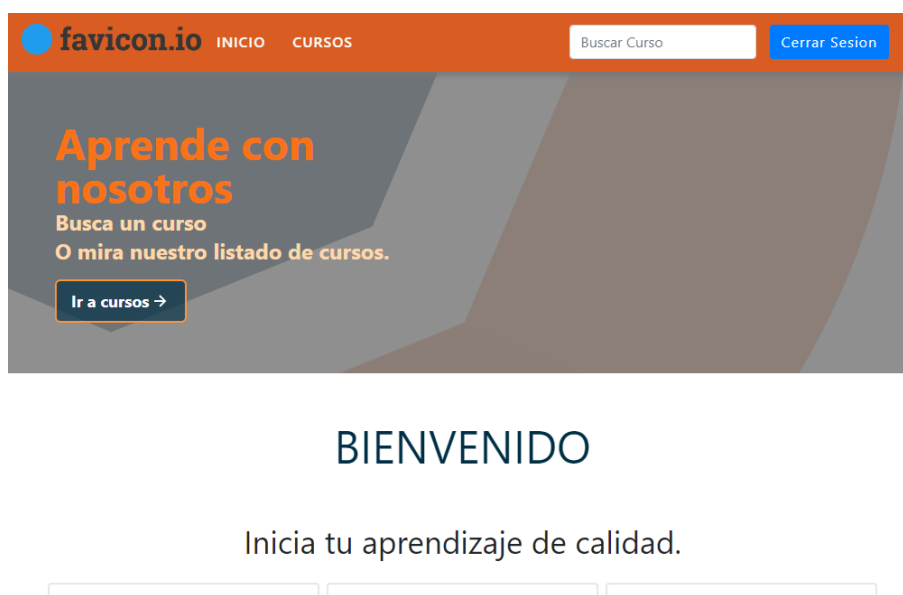 favicon.io INICIO CURSOS Buscar Curso Cerrar Sesion
Aprende con
nosotros
Busca un curso
O mira nuestro listado de cursos.
Ir a cursos →
BIENVENIDO
Inicia tu aprendizaje de calidad.